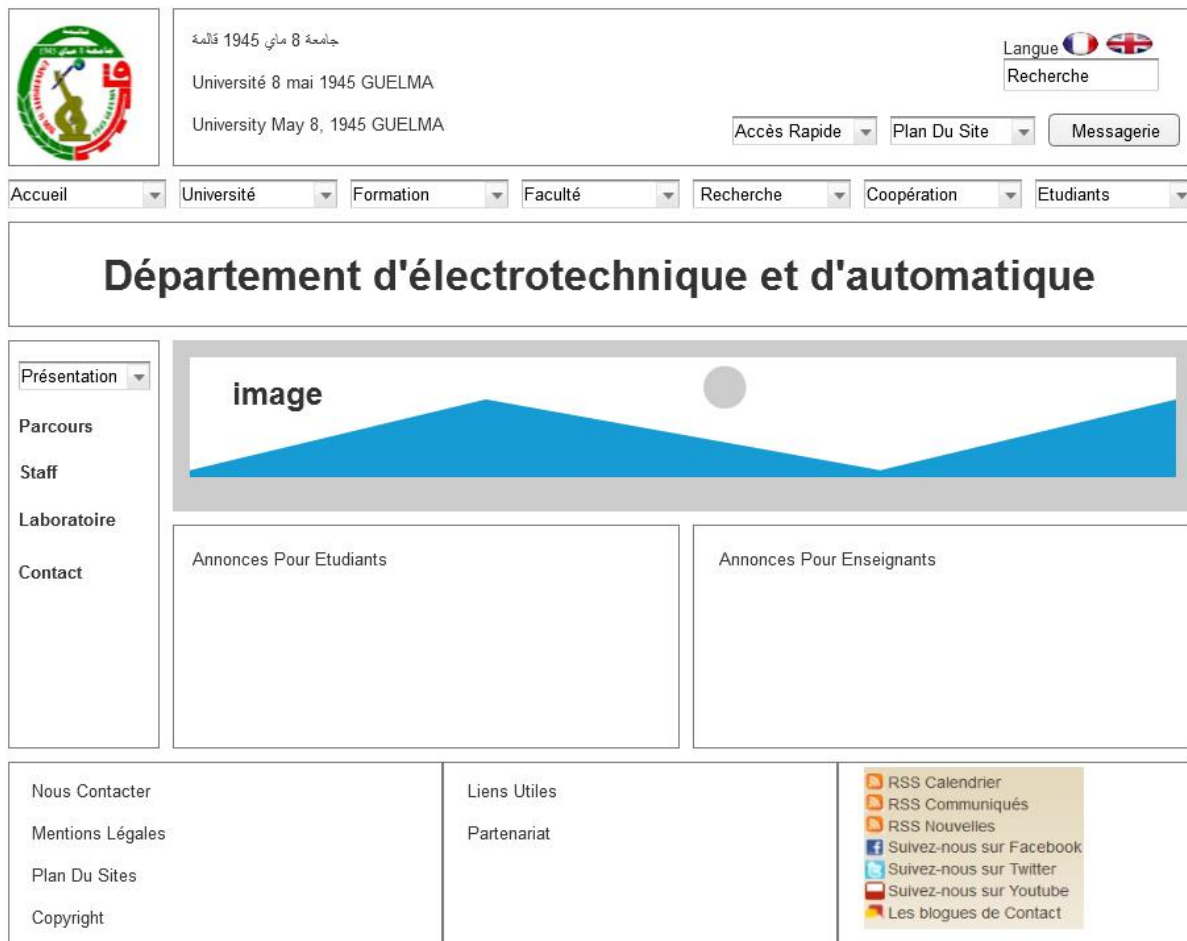 جامعة 8 ماي 1945 قالمة
Université 8 mai 1945 GUELMA
University May 8, 1945 GUELMA
Langue
Recherche
Accès Rapide Plan Du Site Messagerie
Accueil Université Formation Faculté Recherche Coopération Etudiants
Département d'électrotechnique et d'automatique
Présentation
Parcours
Staff
Laboratoire
Contact
image
Annonces Pour Etudiants
Annonces Pour Enseignants
Nous Contacter
Mentions Légales
Plan Du Sites
Copyright
Liens Utiles
Partenariat
RSS Calendrier
RSS Communiqués
RSS Nouvelles
Suivez-nous sur Facebook
Suivez-nous sur Twitter
Suivez-nous sur Youtube
Les blogues de Contact